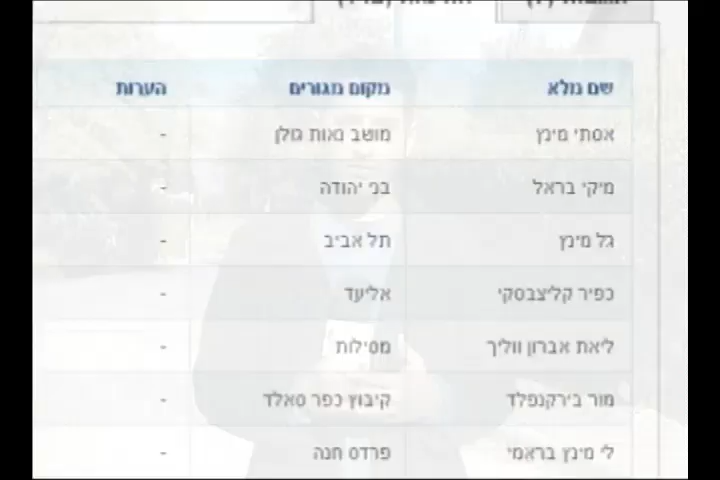 שם מלא מקום מגורים הערות
אסתי מינץ מושב נאות גולן -
מיקי בראל בני יהודה -
גל מינץ תל אביב -
כפיר קליצבסקי אליעד -
ליאת אברון ווליך מסילות -
מור בירקנפלד קיבוץ כפר סאלד -
לי מינץ בראמי פרדס חנה -